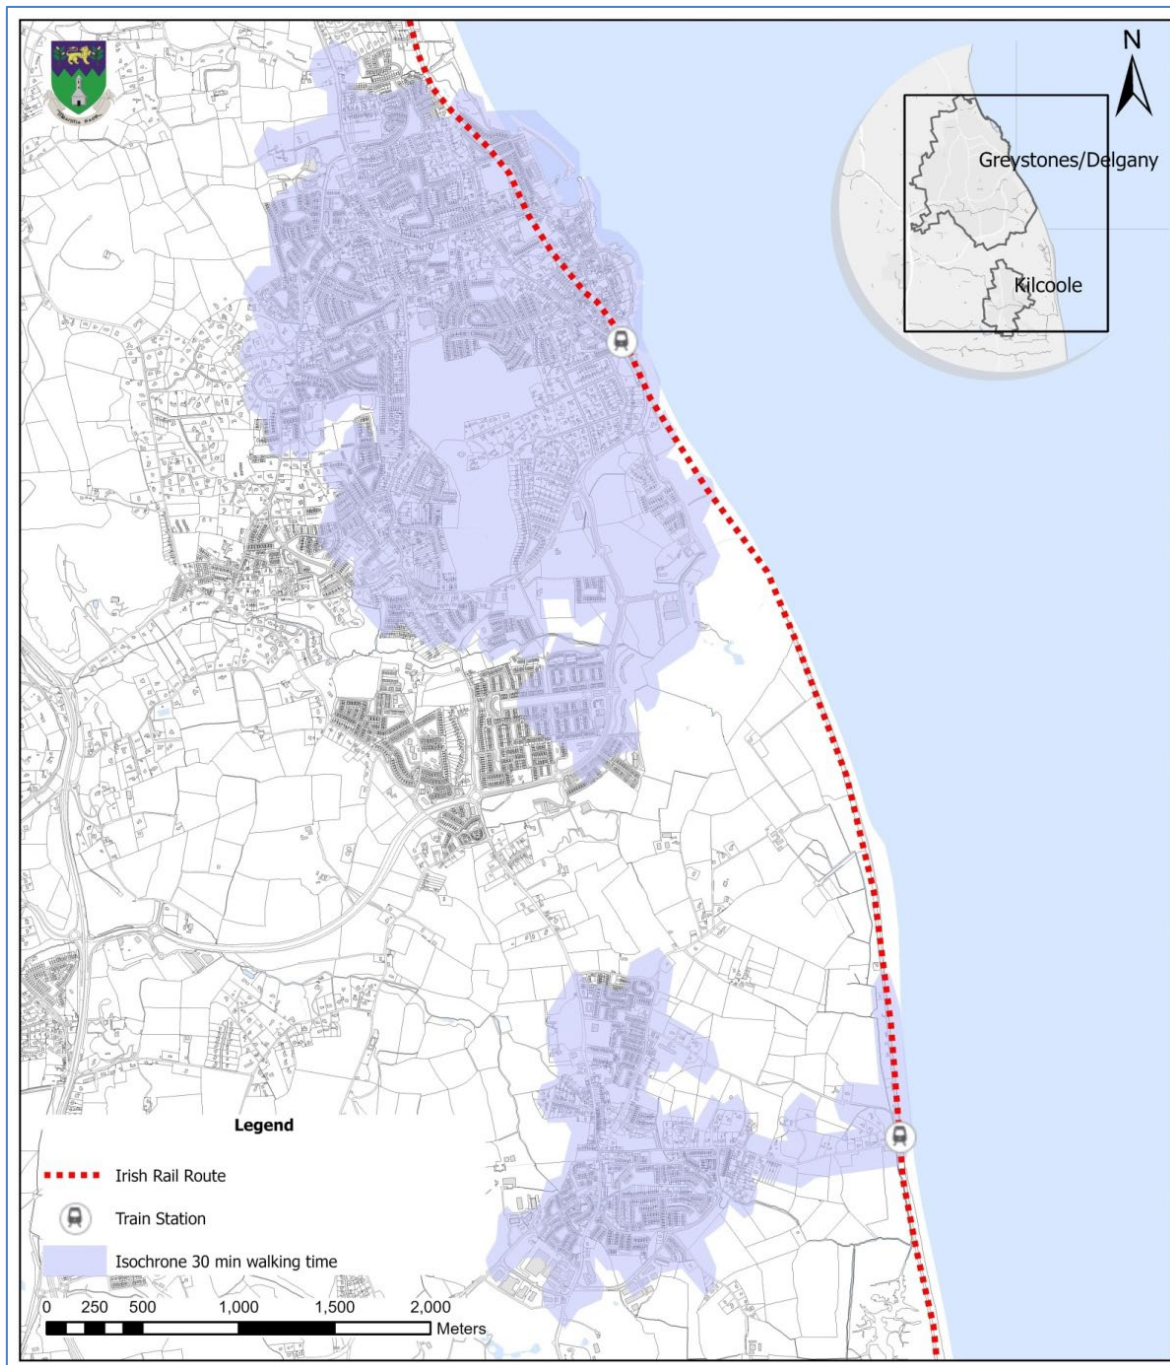 N
Greystones/Delgany
Kilcoole
Legend
Irish Rail Route
Train Station
Isochrone 30 min walking time
0 250 500 1,000 1,500 2,000
Meters